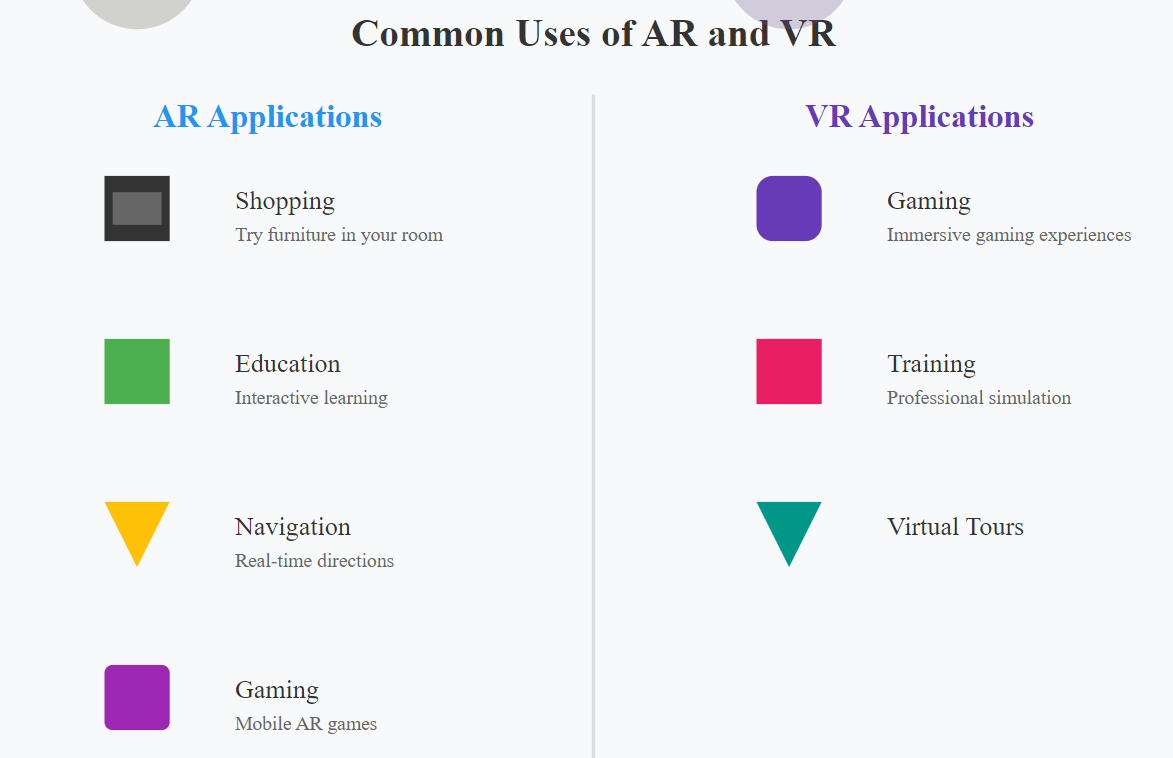 Common Uses of AR and VR
AR Applications
Shopping
Try furniture in your room
Education
Interactive learning
Navigation
Real-time directions
Gaming
Mobile AR games
VR Applications
Gaming
Immersive gaming experiences
Training
Professional simulation
Virtual Tours